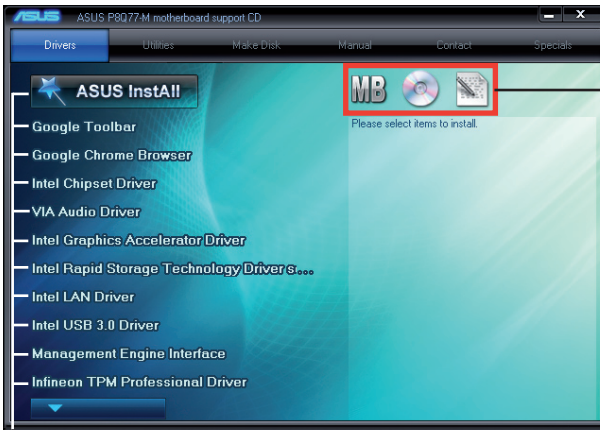 ASUS ASUS P8Q77-M motherboard support CD
Drivers Utilities Make Disk Manual Contact Specials
ASUS InstAll
MB
Please select items to install.
Google Toolbar
Google Chrome Browser
Intel Chipset Driver
VIA Audio Driver
Intel Graphics Accelerator Driver
Intel Rapid Storage Technology Driver s...
Intel LAN Driver
Intel USB 3.0 Driver
Management Engine Interface
Infineon TPM Professional Driver